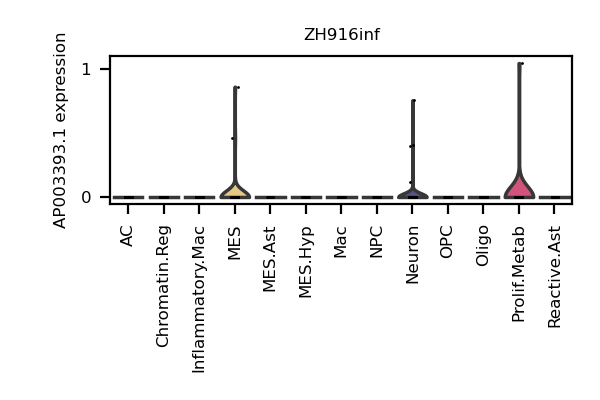 ZH916inf
AP003393.1 expression
1
0
AC
Chromatin.Reg
Inflammatory.Mac
MES
MES.Ast
MES.Hyp
Mac
NPC
Neuron
OPC
Oligo
Prolif.Metab
Reactive.Ast